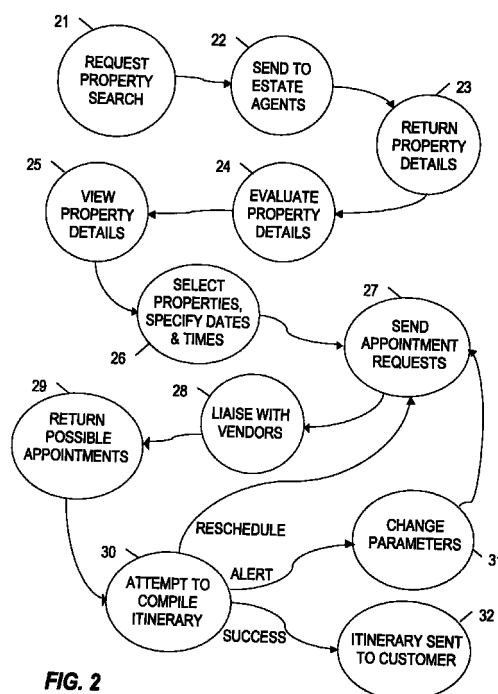 21
REQUEST
PROPERTY
SEARCH
22
SEND TO
ESTATE
AGENTS
23
RETURN
PROPERTY
DETAILS
24
EVALUATE
PROPERTY
DETAILS
25
VIEW
PROPERTY
DETAILS
SELECT
PROPERTIES,
SPECIFY DATES
& TIMES
26
27
SEND
APPOINTMENT
REQUESTS
28
LIAISE WITH
VENDORS
29
RETURN
POSSIBLE
APPOINTMENTS
30
ATTEMPT TO
COMPILE
ITINERARY
RESCHEDULE
ALERT
SUCCESS
CHANGE
PARAMETERS
31
32
ITINERARY SENT
TO CUSTOMER
FIG. 2